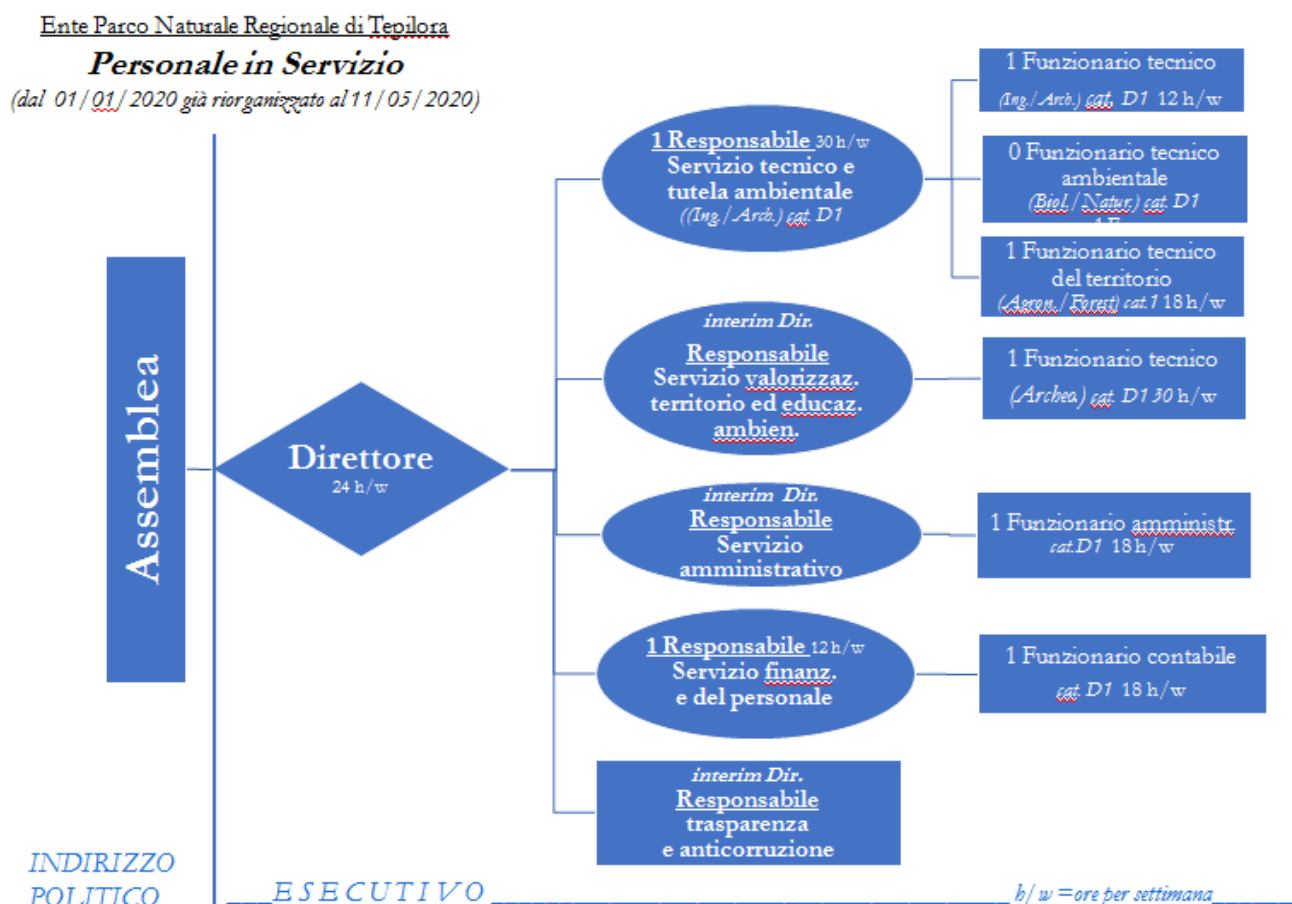 Ente Parco Naturale Regionale di Tepilora
Personale in Servizio
(dal 01/01/2020 già riorganizzato al 11/05/2020)
Assemblea
Direttore
24 h/w
1 Responsabile 30 h/w
Servizio tecnico e
tutela ambientale
((Ing./Arch.) cat. D1
1 Funzionario tecnico
(Ing./Arch.) cat. D1 12 h/w
0 Funzionario tecnico
ambientale
(Biol./Natur.) cat. D1
1 Funzionario tecnico
del territorio
(Agron./Forest) cat.1 18 h/w
interim Dir.
Responsabile
Servizio valorizzaz.
territorio ed educaz.
ambien.
1 Funzionario tecnico
(Archeo.) cat. D1 30 h/w
interim Dir.
Responsabile
Servizio
amministrativo
1 Funzionario amministr.
cat.D1 18 h/w
1 Responsabile 12 h/w
Servizio finanz.
e del personale
1 Funzionario contabile
cat. D1 18 h/w
interim Dir.
Responsabile
trasparenza
e anticorruzione
INDIRIZZO
POLITICO
___ESECUTIVO___ h/w =ore per settimana___